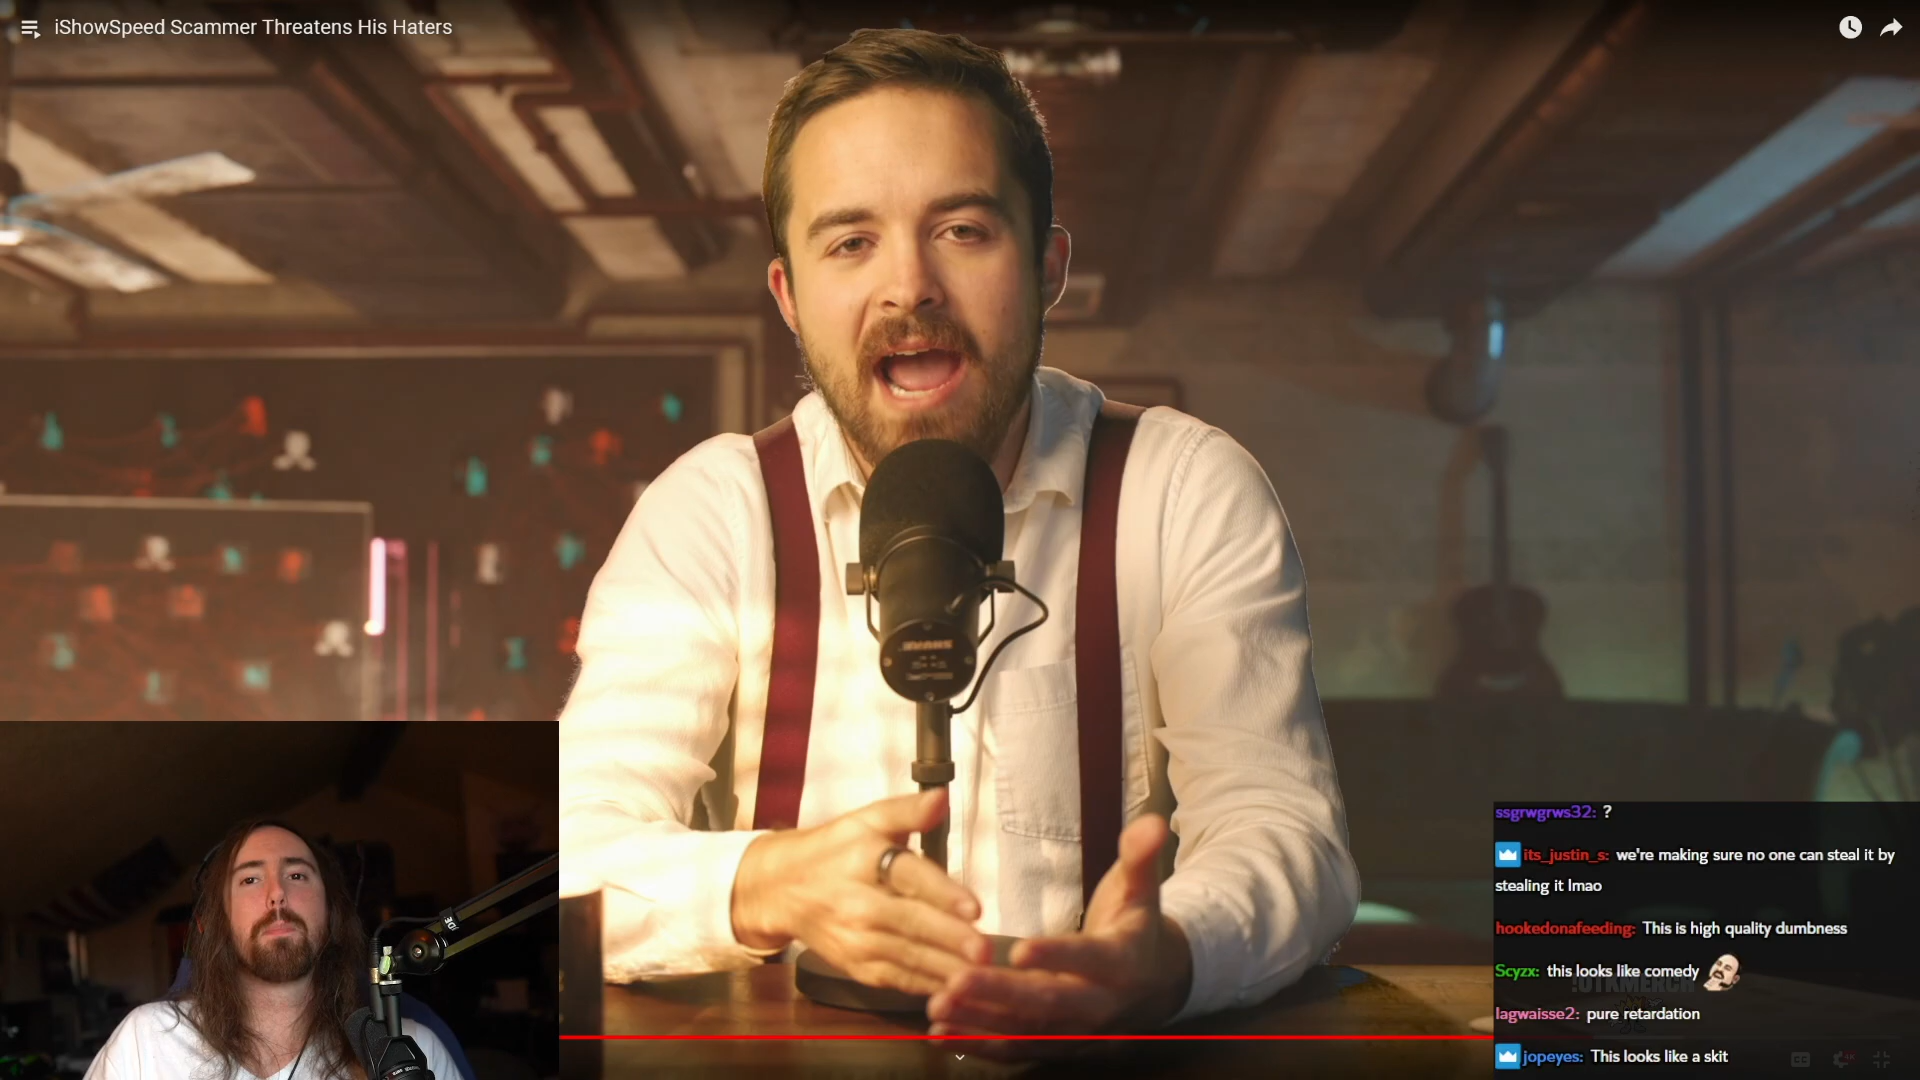 iShowSpeed Scammer Threatens His Haters
ssgrwgrws32: ?
its_justin_s: we're making sure no one can steal it by
stealing it lmao
hookedonafeeding: This is high quality dumbness
Scyzx: this looks like comedy
!OTKMERCH
lagwaisse2: pure retardation
jopeyes: This looks like a skit